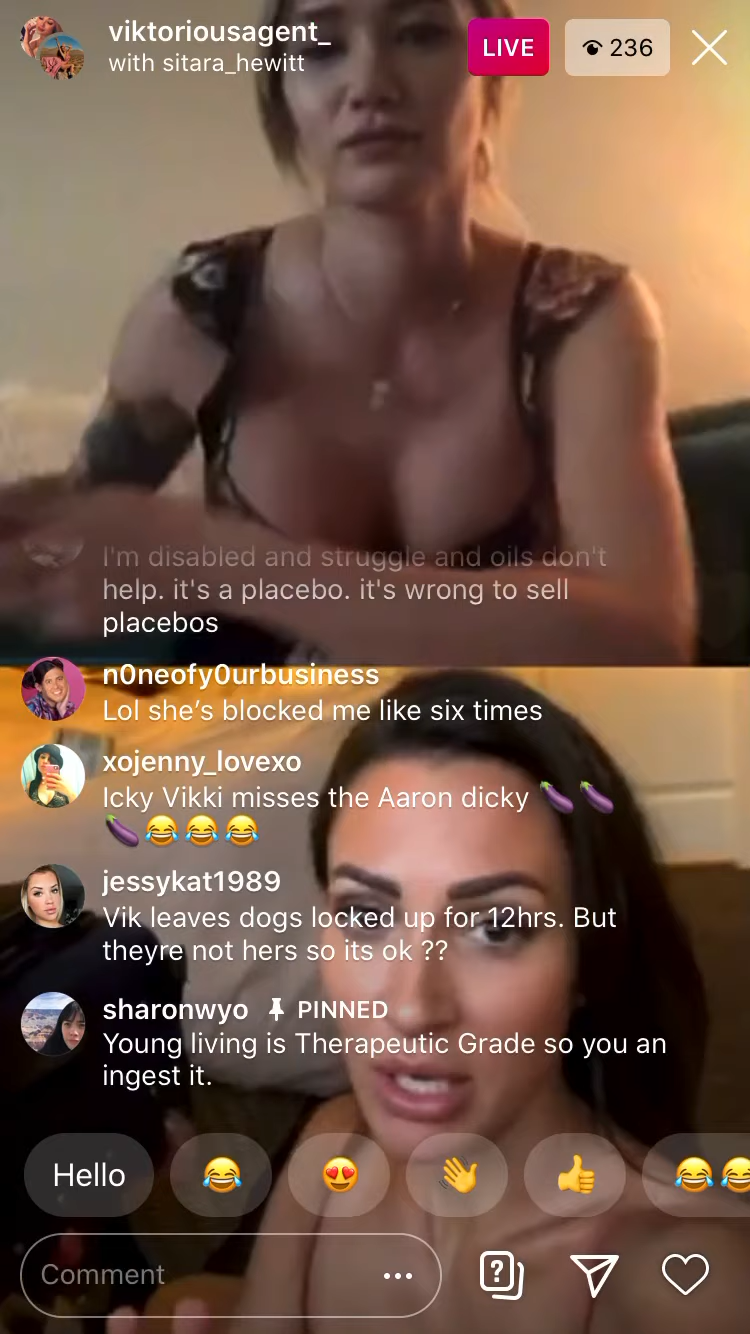 viktoriousagent_
with sitara_hewitt
LIVE
236
I'm disabled and struggle and oils don't
help. it's a placebo. it's wrong to sell
placebos
n0neofy0urbusiness
Lol she’s blocked me like six times
xojenny_lovexo
Icky Vikki misses the Aaron dicky 🍆🍆
🍆😂😂😂
jessykat1989
Vik leaves dogs locked up for 12hrs. But
theyre not hers so its ok ??
sharonwyo PINNED
Young living is Therapeutic Grade so you an
ingest it.
Hello 😂 😍 👋 👍 😂😂
Comment